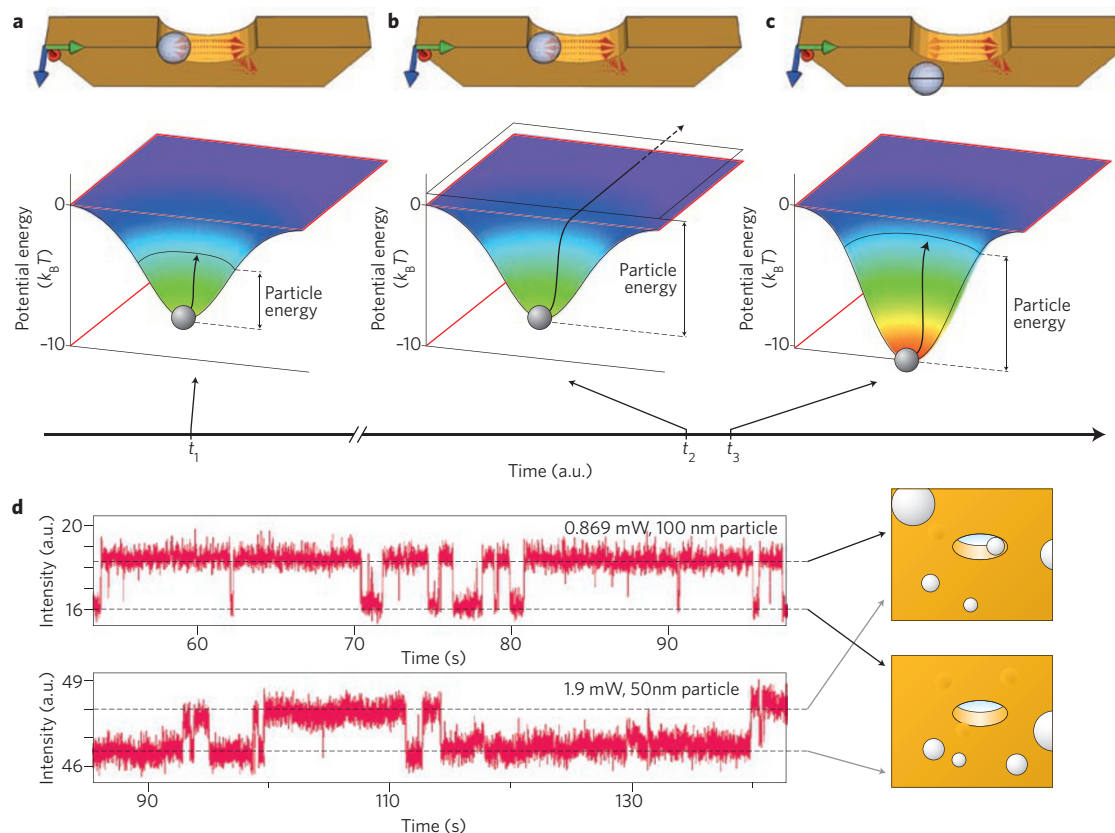 a
b
c
0
–10
Potential energy
(kBT)
Particle
energy
0
–10
Potential energy
(kBT)
Particle
energy
0
–10
Potential energy
(kBT)
Particle
energy
t1
t2
t3
Time (a.u.)
d
Intensity (a.u.)
20
16
0.869 mW, 100 nm particle
60
70
80
90
Time (s)
Intensity (a.u.)
49
46
1.9 mW, 50nm particle
90
110
130
Time (s)